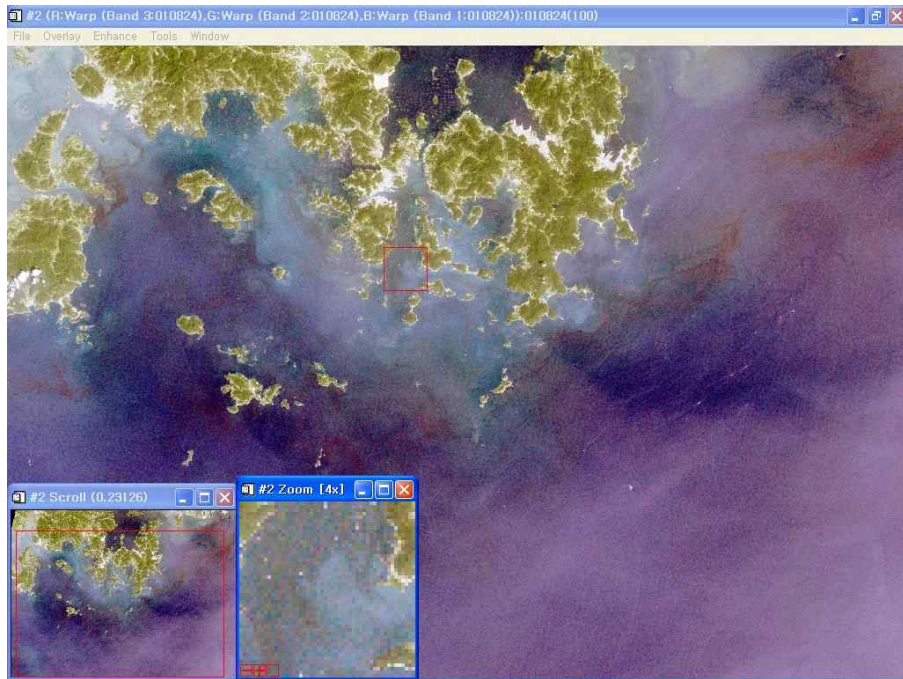 #2 (R:Warp (Band 3:010824),G:Warp (Band 2:010824),B:Warp (Band 1:010824)):010824(100)
File Overlay Enhance Tools Window
#2 Scroll (0.23126)
#2 Zoom [4x]